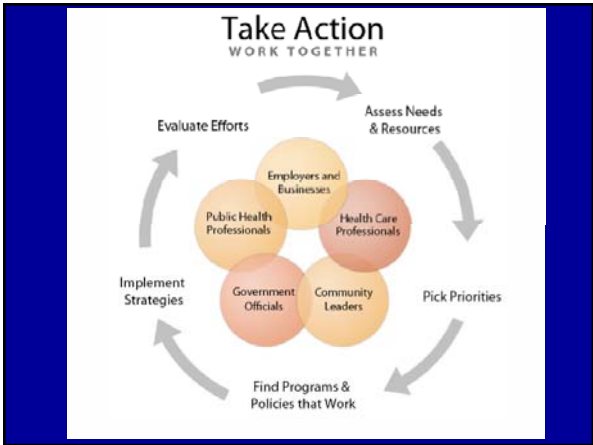 Take Action
WORK TOGETHER
Assess Needs
& Resources
Pick Priorities
Find Programs &
Policies that Work
Implement
Strategies
Evaluate Efforts
Employers and
Businesses
Health Care
Professionals
Community
Leaders
Government
Officials
Public Health
Professionals